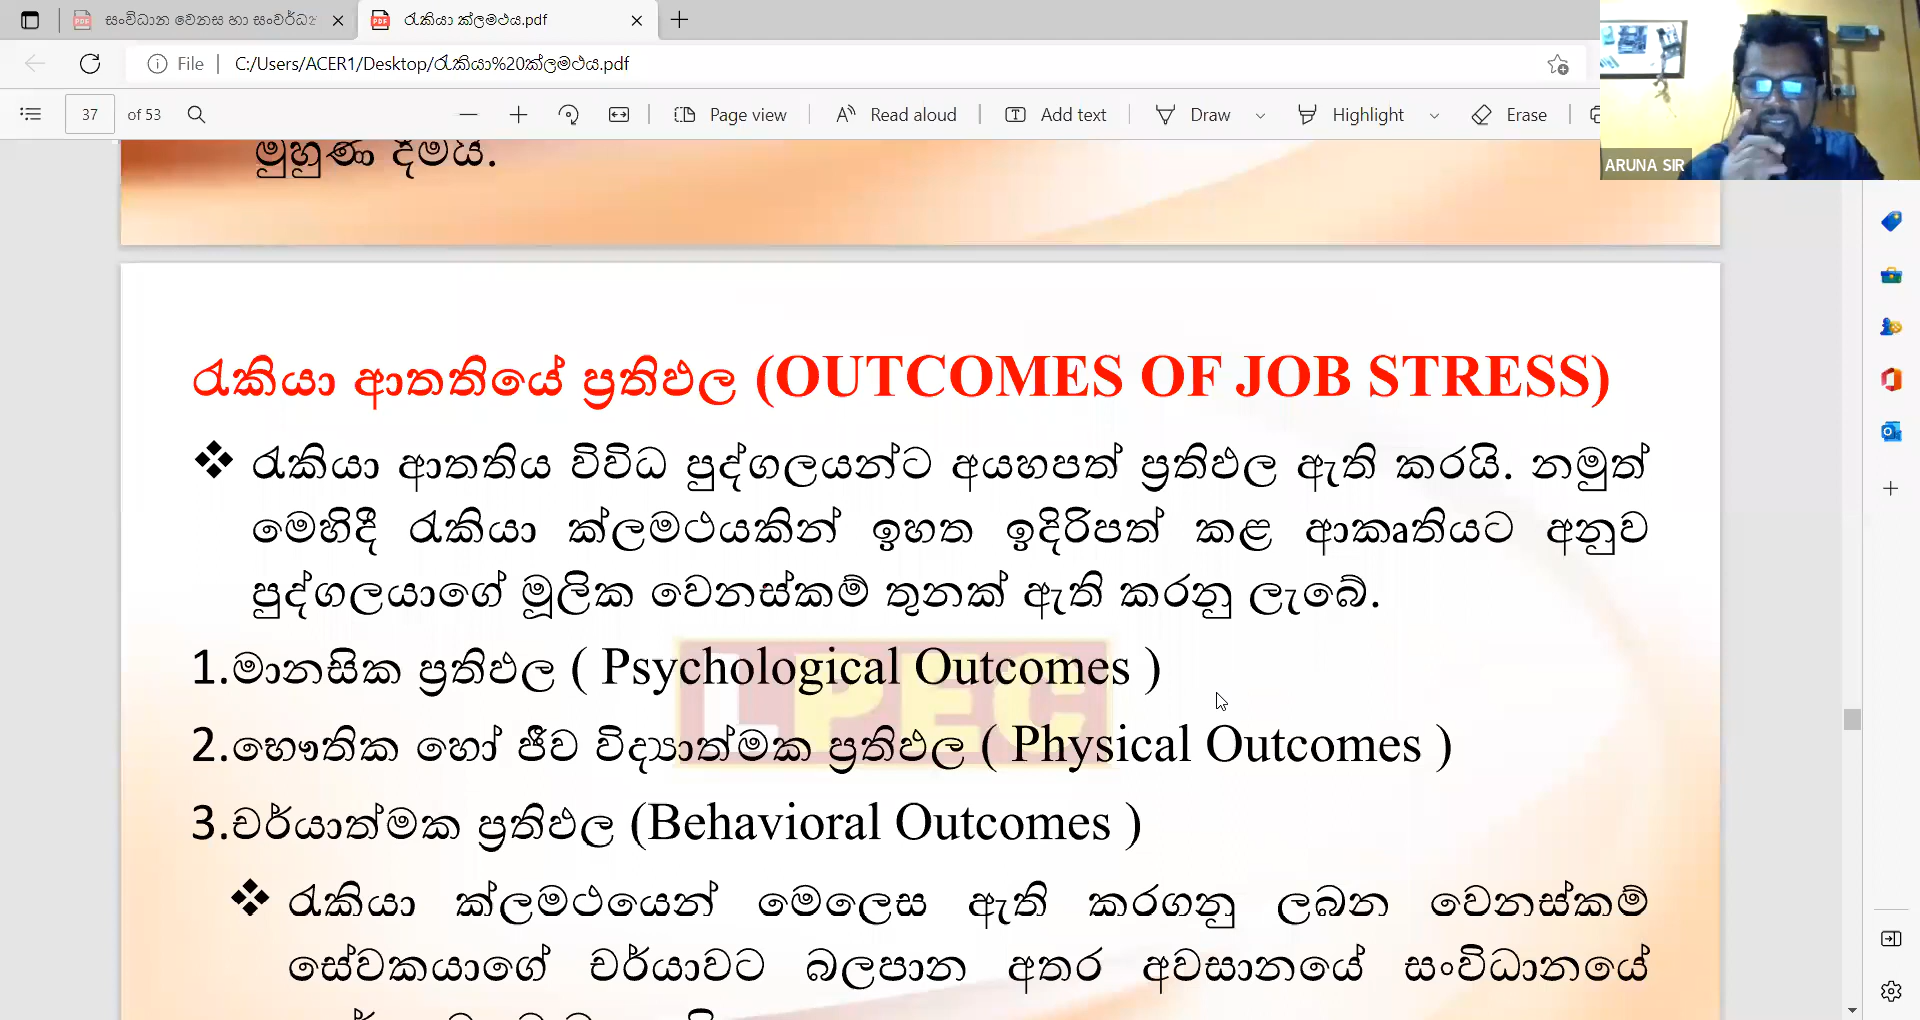 සංවිධාන වෙනස හා සංවර්ධන
රැකියා ක්ලමථය.pdf
File
C:/Users/ACER1/Desktop/රැකියා%20ක්ලමථය.pdf
37 of 53
Page view
Read aloud
Add text
Draw
Highlight
Erase
ARUNA SIR
මුහුණ දීමයි.
රැකියා ආතතියේ ප්‍රතිඵල (OUTCOMES OF JOB STRESS)
❖ රැකියා ආතතිය විවිධ පුද්ගලයන්ට අයහපත් ප්‍රතිඵල ඇති කරයි. නමුත්
මෙහිදී රැකියා ක්ලමථයකින් ඉහත ඉදිරිපත් කළ ආකෘතියට අනුව
පුද්ගලයාගේ මූලික වෙනස්කම් තුනක් ඇති කරනු ලැබේ.
1.මානසික ප්‍රතිඵල ( Psychological Outcomes )
LPEC
2.භෞතික හෝ ජීව විද්‍යාත්මක ප්‍රතිඵල ( Physical Outcomes )
3.චර්යාත්මක ප්‍රතිඵල (Behavioral Outcomes )
❖ රැකියා ක්ලමථයෙන් මෙලෙස ඇති කරගනු ලබන වෙනස්කම්
සේවකයාගේ චර්යාවට බලපාන අතර අවසානයේ සංවිධානයේ